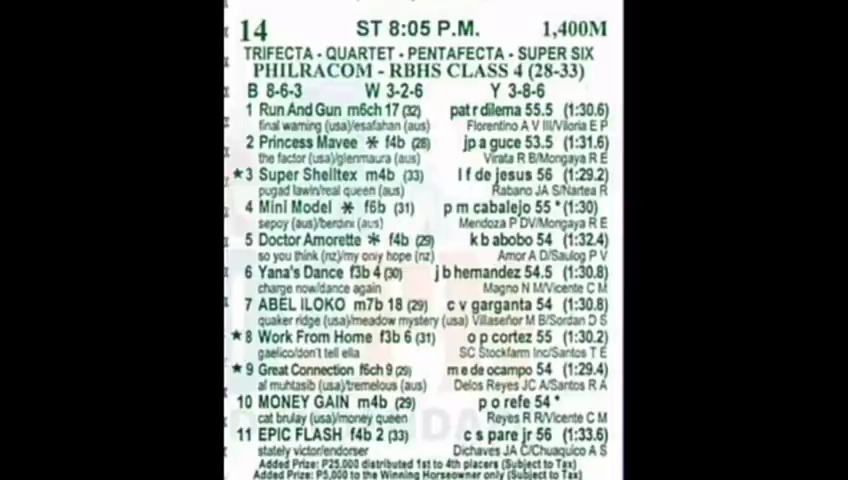 14 ST 8:05 P.M. 1,400M
TRIFECTA - QUARTET - PENTAFECTA - SUPER SIX
PHILRACOM - RBHS CLASS 4 (28-33)
B 8-6-3 W 3-2-6 Y 3-8-6
1 Run And Gun m6ch 17 (32) pat r dilema 55.5 (1:30.6)
final warning (usa)/esafahan (aus) Florentino A V III/Viloria E P
2 Princess Mavee * f4b (28) jp a guce 53.5 (1:31.6)
the factor (usa)/glenmaura (aus) Virata R B/Mongaya R E
★3 Super Shelltex m4b (33) l f de jesus 56 (1:29.2)
pugad lawin/real queen (aus) Rabano JA S/Nartea R
4 Mini Model * f6b (31) p m cabalejo 55 * (1:30)
sepoy (aus)/berdini (aus) Mendoza P DV/Mongaya R E
5 Doctor Amorette * f4b (29) k b abobo 54 (1:32.4)
so you think (nz)/my only hope (nz) Amor A D/Saulog P V
6 Yana's Dance f3b 4 (30) j b hernandez 54.5 (1:30.8)
charge now/dance again Magno N M/Vicente C M
7 ABEL ILOKO m7b 18 (29) c v garganta 54 (1:30.8)
quaker ridge (usa)/meadow mystery (usa) Villaseñor M B/Sordan D S
★8 Work From Home f3b 6 (31) o p cortez 55 (1:30.2)
gaelico/don't tell ella SC Stockfarm Inc/Santos T E
★9 Great Connection f6ch 9 (29) m e de ocampo 54 (1:29.4)
al muhtasib (usa)/tremelous (aus) Delos Reyes JC A/Santos R A
10 MONEY GAIN m4b (29) p o refe 54 *
cat brulay (usa)/money queen Reyes R R/Vicente C M
11 EPIC FLASH f4b 2 (33) c s pare jr 56 (1:33.6)
stately victor/endorser Dichaves JA C/Chuaquico A S
Added Prize: P25,000 distributed 1st to 4th placers (Subject to Tax)
Added Prize: P5,000 to the Winning Horseowner only (Subject to Tax)